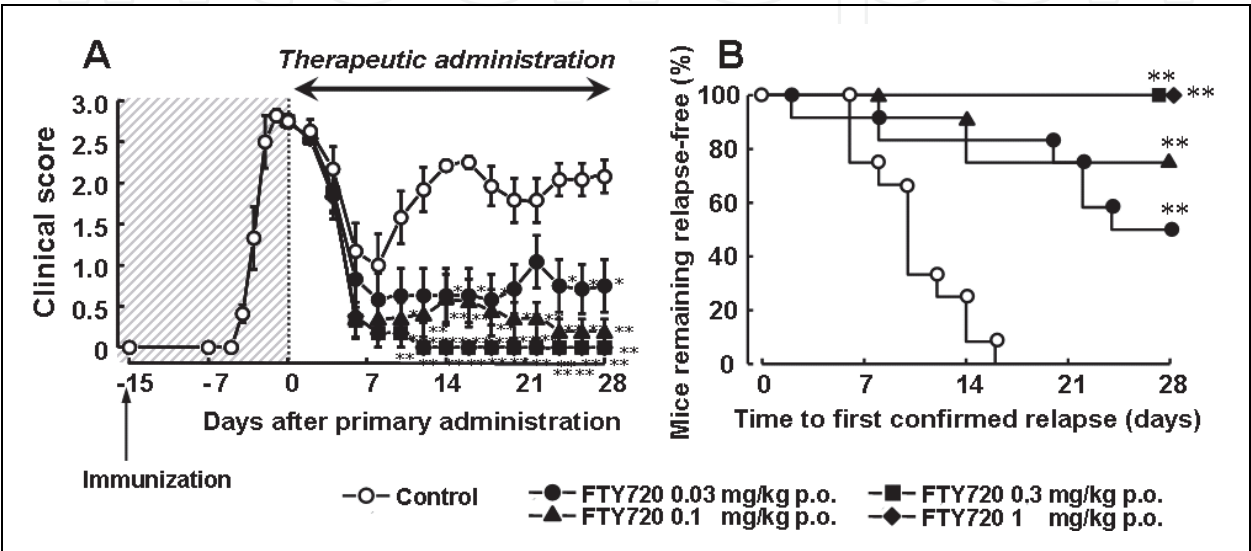 A
Therapeutic administration
Clinical score
3.0
2.5
2.0
1.5
1.0
0.5
0
-15 -7 0 7 14 21 28
Days after primary administration
Immunization
B
Mice remaining relapse-free (%)
100
80
60
40
20
0
** **
**
**
0 7 14 21 28
Time to first confirmed relapse (days)
Control
FTY720 0.03 mg/kg p.o.
FTY720 0.1 mg/kg p.o.
FTY720 0.3 mg/kg p.o.
FTY720 1 mg/kg p.o.